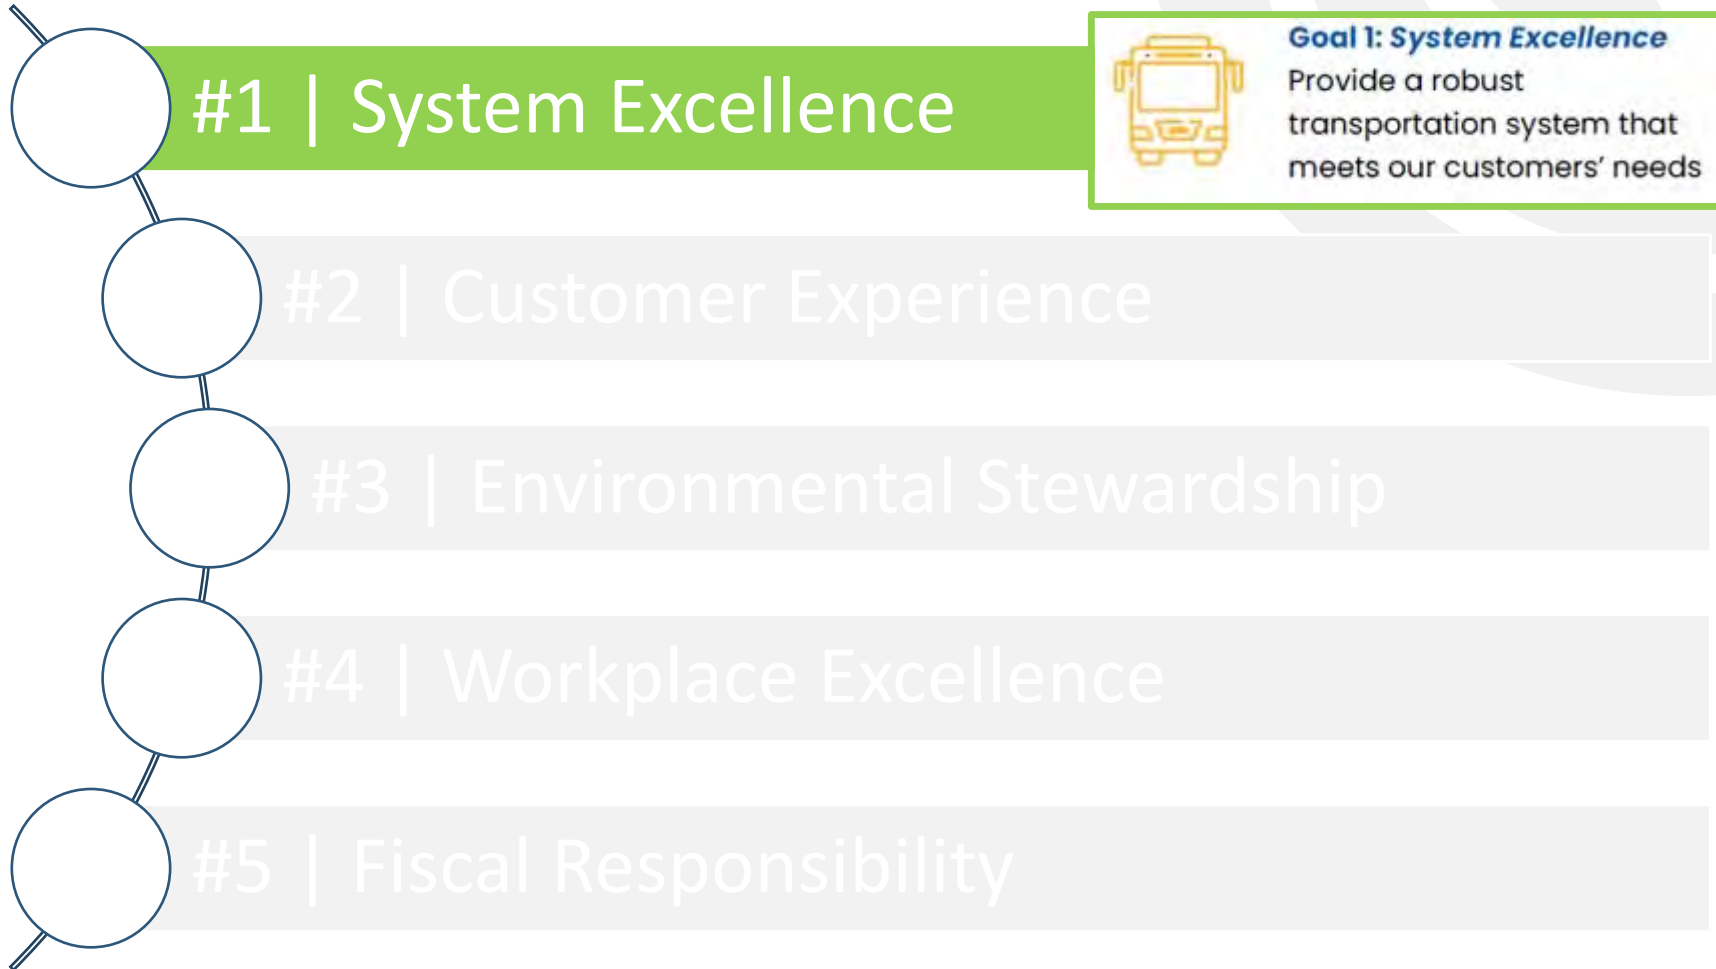 #1 | System Excellence
Goal 1: System Excellence
Provide a robust
transportation system that
meets our customers' needs
#2 | Customer Experience
#3 | Environmental Stewardship
#4 | Workplace Excellence
#5 | Fiscal Responsibility